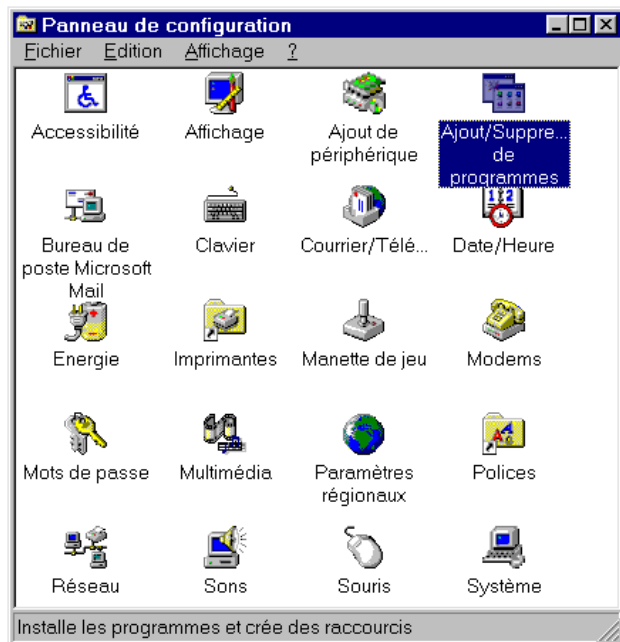 Panneau de configuration
Fichier Edition Affichage ?
Accessibilité
Affichage
Ajout de
périphérique
Ajout/Suppre...
de
programmes
Bureau de
poste Microsoft
Mail
Clavier
Courrier/Télé...
Date/Heure
Energie
Imprimantes
Manette de jeu
Modems
Mots de passe
Multimédia
Paramètres
régionaux
Polices
Réseau
Sons
Souris
Système
Installe les programmes et crée des raccourcis